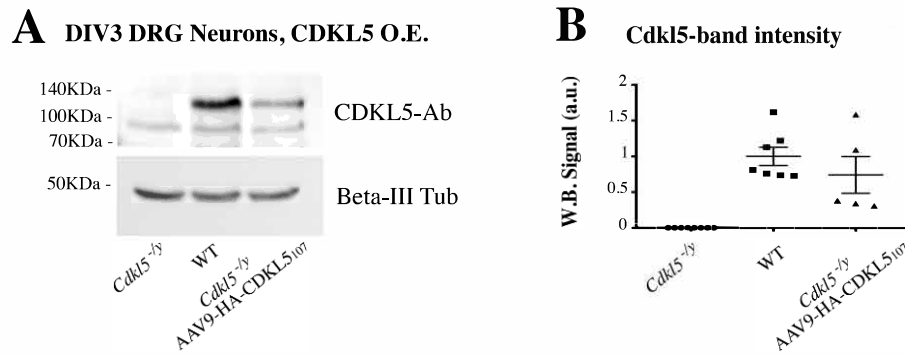 A DIV3 DRG Neurons, CDKL5 O.E.
140KDa -
100KDa -
70KDa -
CDKL5-Ab
50KDa -
Beta-III Tub
Cdkl5⁻/y
WT
Cdkl5⁻/y
AAV9-HA-CDKL5₁₀₇
B Cdkl5-band intensity
W.B. Signal (a.u.)
2
1.5
1
0.5
0
Cdkl5⁻/y
WT
Cdkl5⁻/y
AAV9-HA-CDKL5₁₀₇